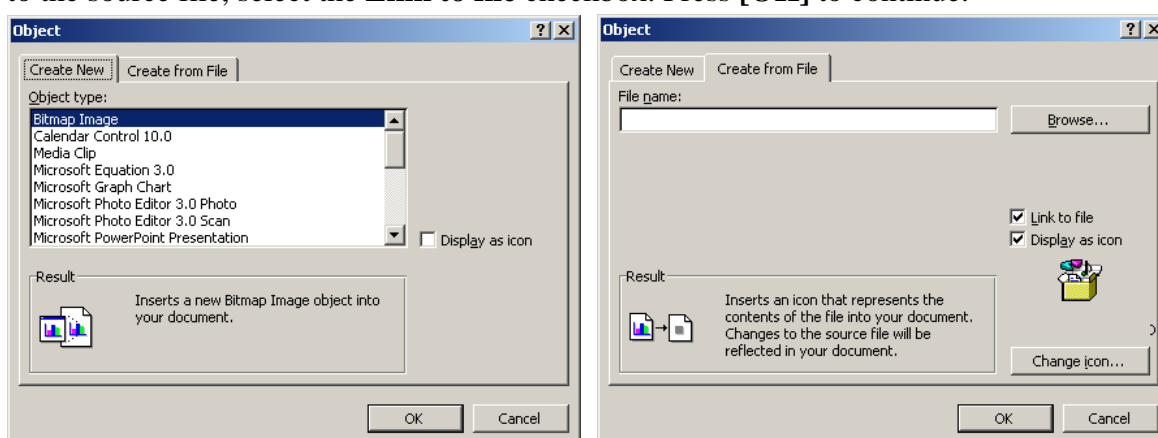 to the source file, select the Link to file checkbox. Press [OK] to continue.
Object
Create New
Create from File
Object type:
Bitmap Image
Calendar Control 10.0
Media Clip
Microsoft Equation 3.0
Microsoft Graph Chart
Microsoft Photo Editor 3.0 Photo
Microsoft Photo Editor 3.0 Scan
Microsoft PowerPoint Presentation
Display as icon
Result
Inserts a new Bitmap Image object into
your document.
OK
Cancel
Object
Create New
Create from File
File name:
Browse...
Link to file
Display as icon
Result
Inserts an icon that represents the
contents of the file into your document.
Changes to the source file will be
reflected in your document.
Change icon...
OK
Cancel